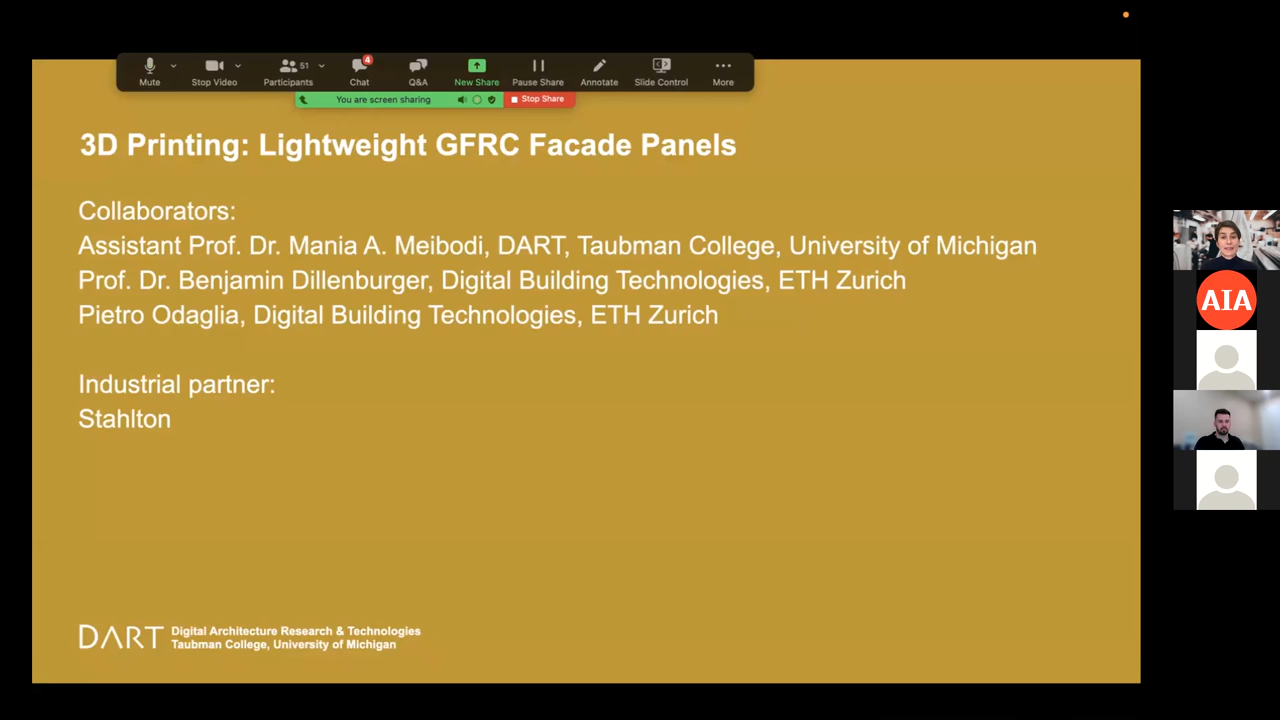 Mute
Stop Video
51
Participants
4
Chat
Q&A
New Share
Pause Share
Annotate
Slide Control
More
You are screen sharing
Stop Share
3D Printing: Lightweight GFRC Facade Panels
Collaborators:
Assistant Prof. Dr. Mania A. Meibodi, DART, Taubman College, University of Michigan
Prof. Dr. Benjamin Dillenburger, Digital Building Technologies, ETH Zurich
Pietro Odaglia, Digital Building Technologies, ETH Zurich
Industrial partner:
Stahlton
AIA
DART
Digital Architecture Research & Technologies
Taubman College, University of Michigan